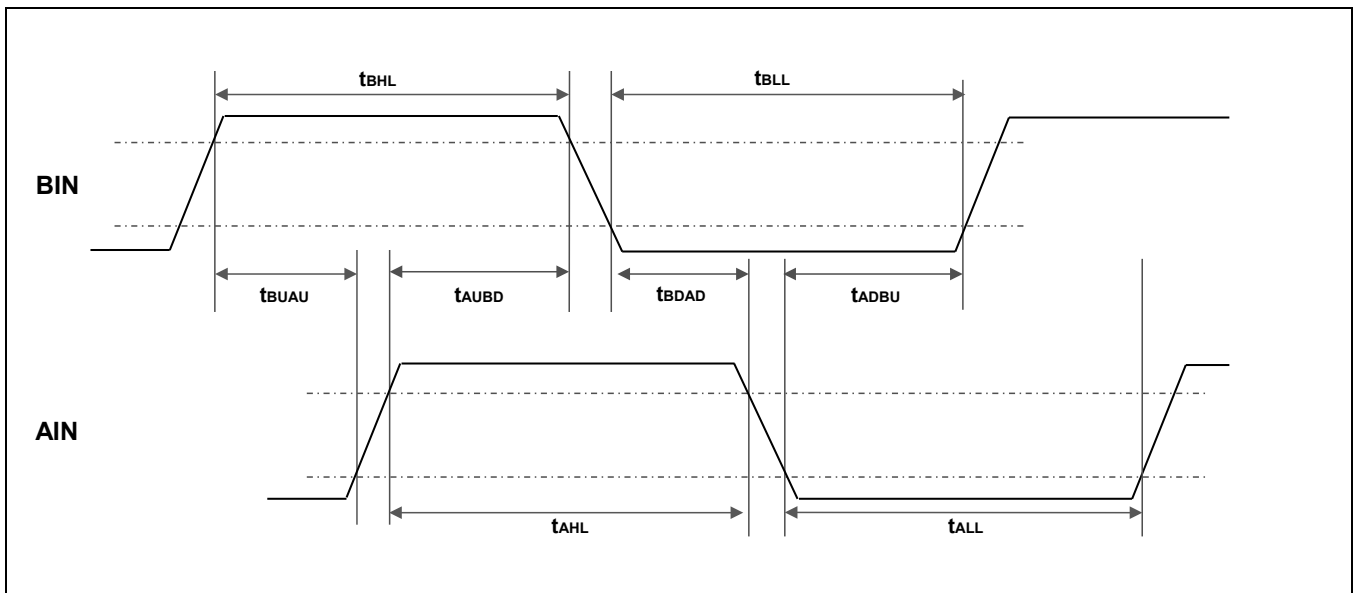 tBHL
tBLL
BIN
tBUAU
tAUBD
tBDAD
tADBU
AIN
tAHL
tALL